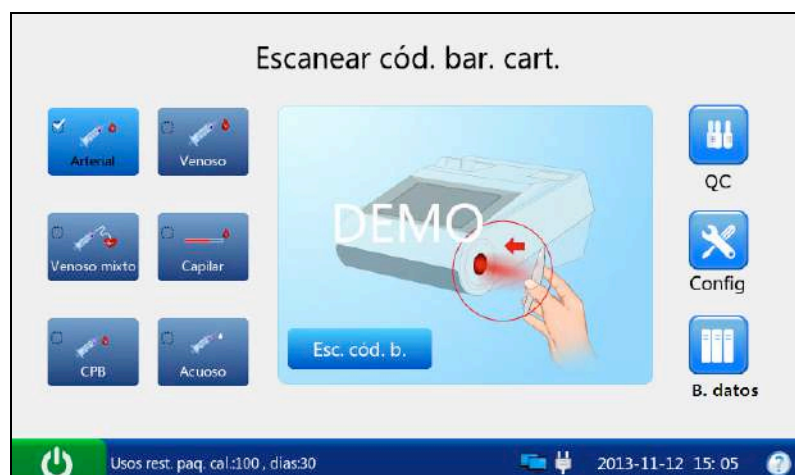 Escanear cód. bar. cart.
Arterial
Venoso
Venoso mixto
Capilar
CPB
Acuoso
DEMO
Esc. cód. b.
QC
Config
B. datos
Usos rest. paq. cal.:100 , dias:30
2013-11-12 15: 05
?